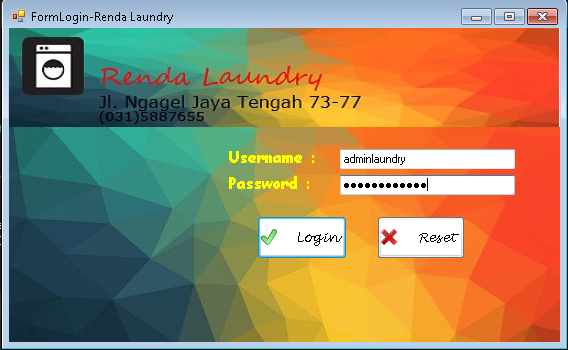 FormLogin-Renda Laundry
Renda Laundry
Jl. Ngagel Jaya Tengah 73-77
(031)5887655
Username : adminlaundry
Password : ●●●●●●●●●●●●
Login Reset